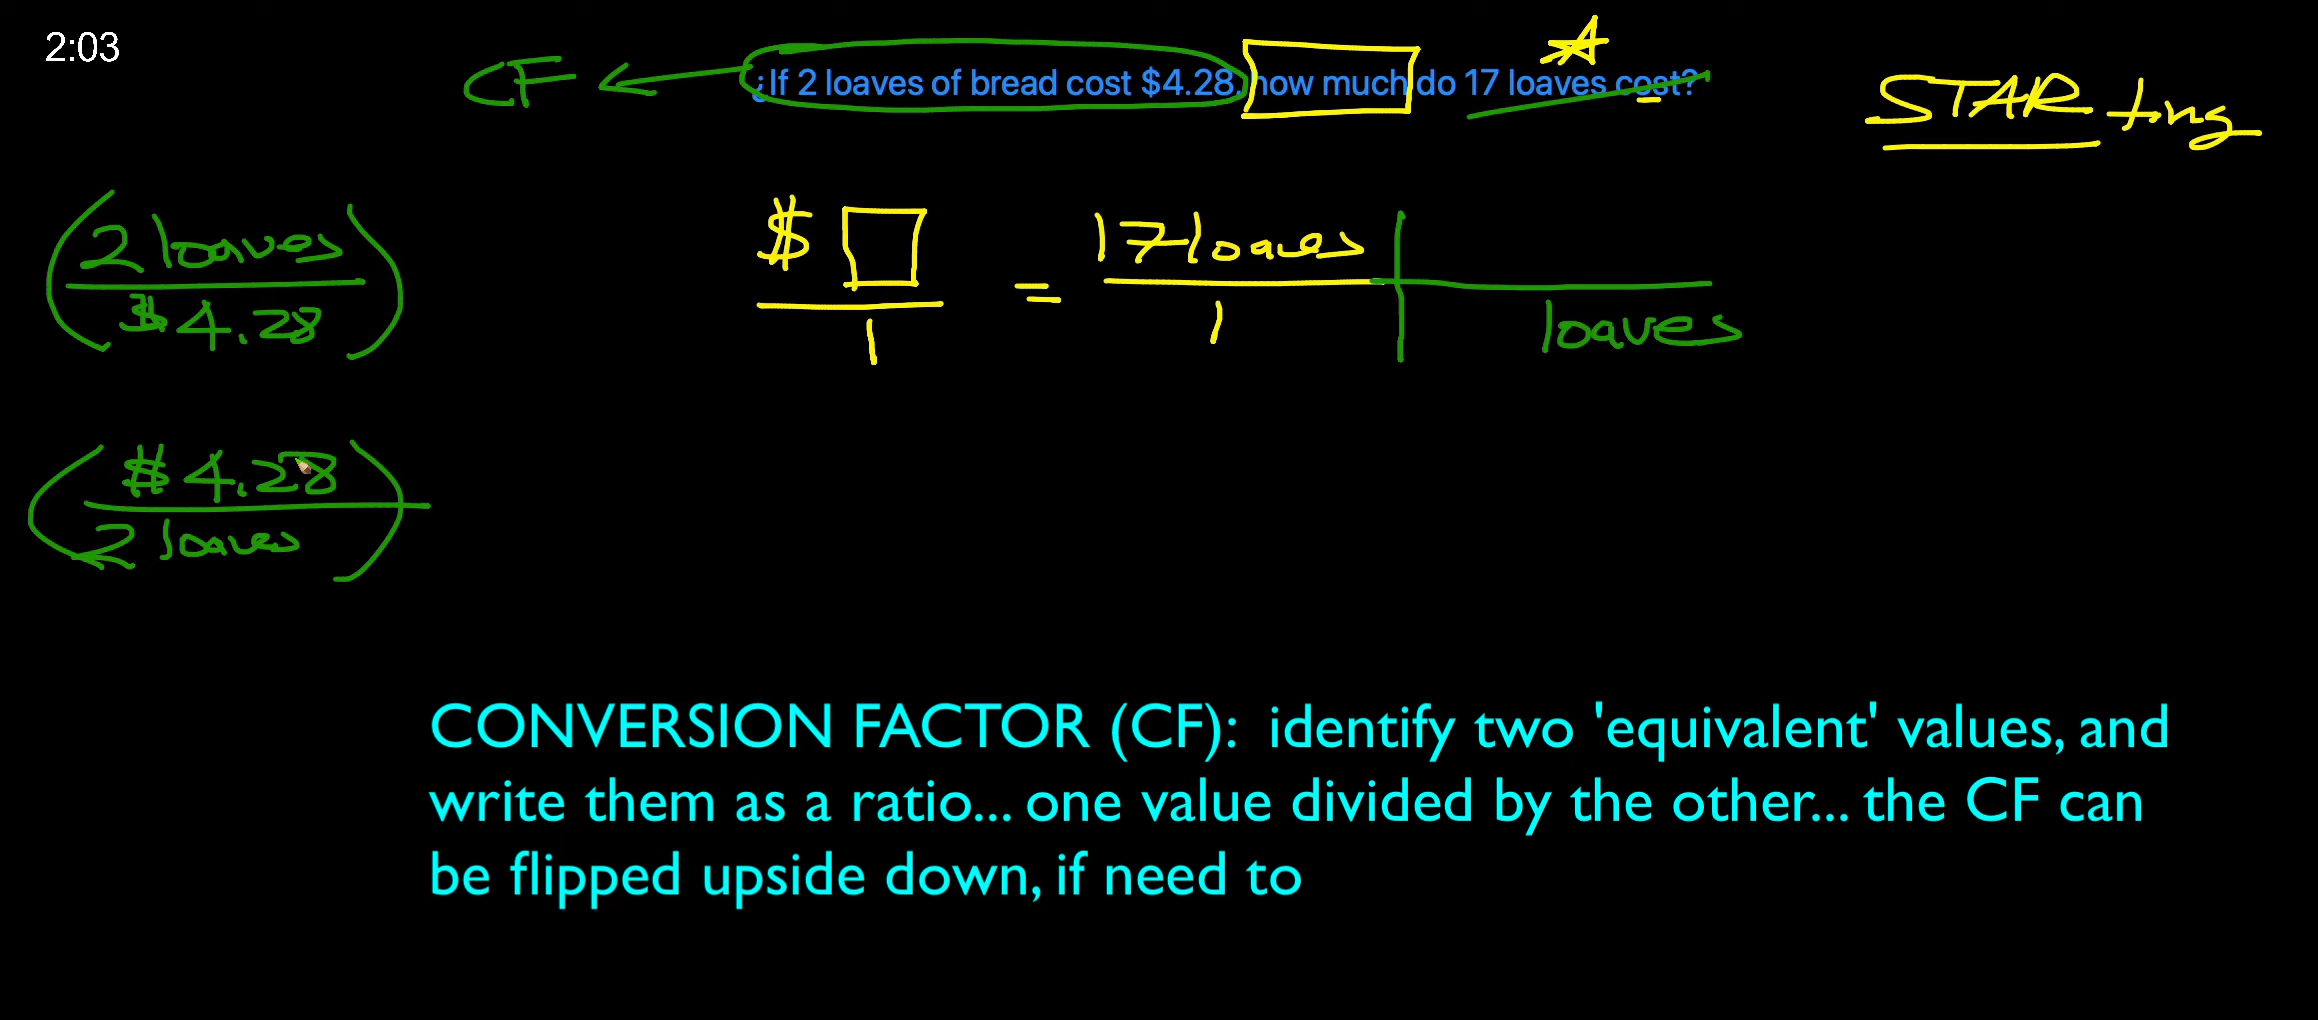 2:03
CF
¿If 2 loaves of bread cost $4.28, how much do 17 loaves cost?
STARting
2 loaves
$4.28
$
1
=
17 loaves
1
loaves
$4.28
2 loaves
CONVERSION FACTOR (CF): identify two 'equivalent' values, and
write them as a ratio... one value divided by the other... the CF can
be flipped upside down, if need to